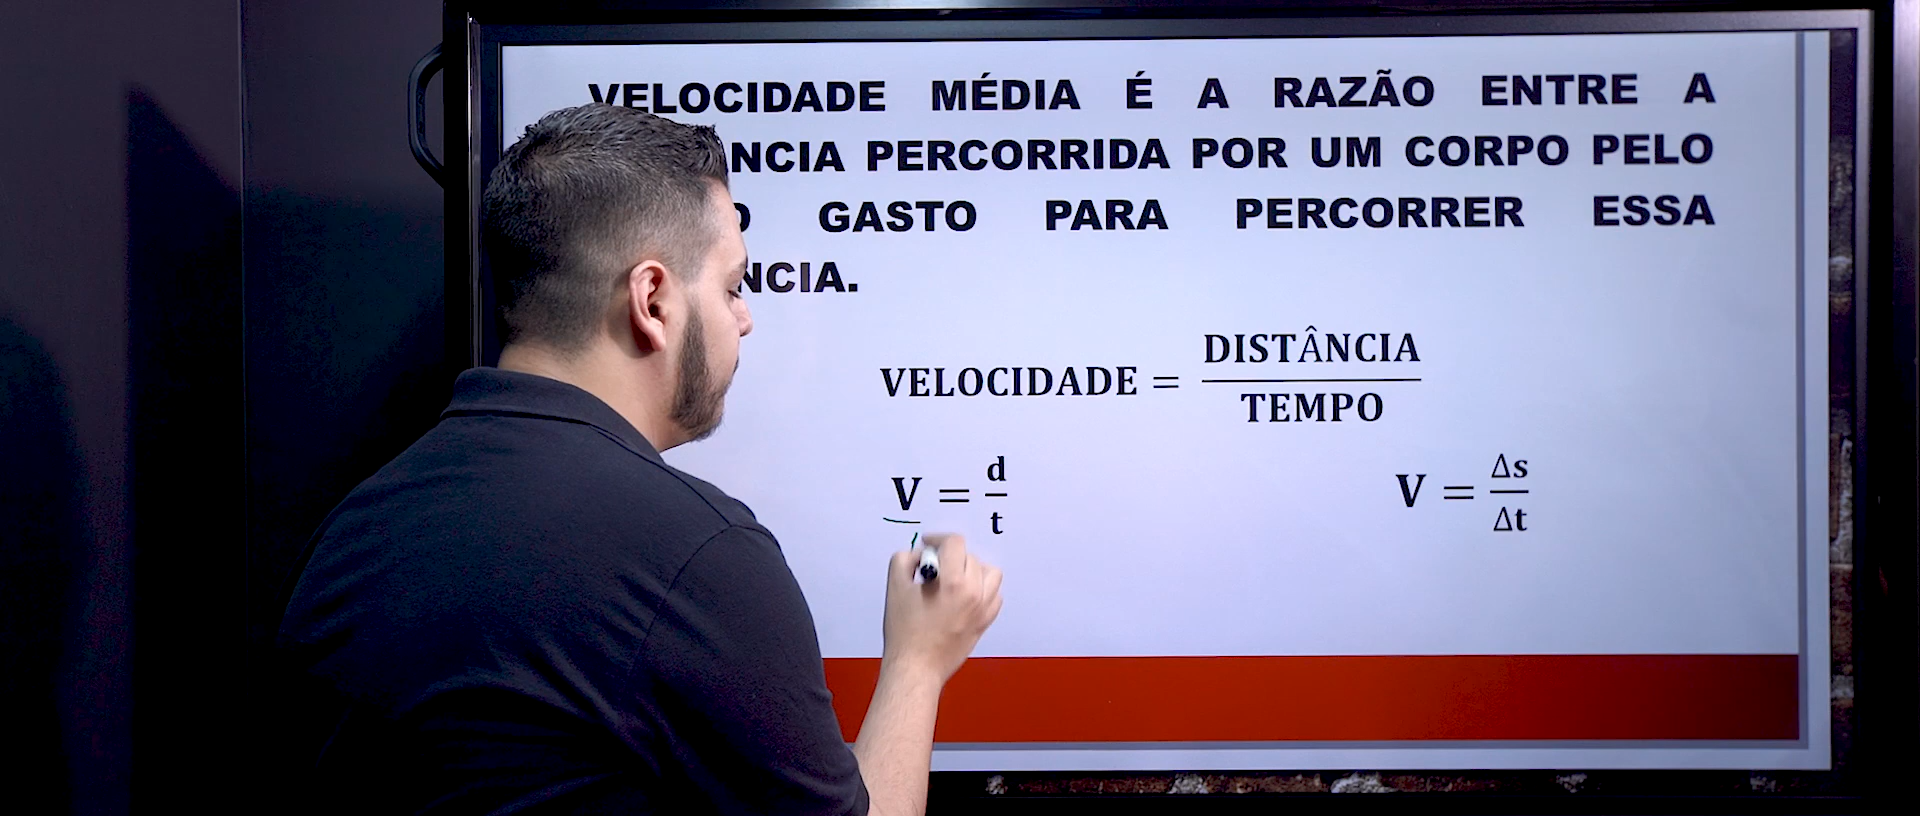 VELOCIDADE MÉDIA É A RAZÃO ENTRE A
NCIA PERCORRIDA POR UM CORPO PELO
O GASTO PARA PERCORRER ESSA
NCIA.
VELOCIDADE = DISTÂNCIA
TEMPO
V = d
t
V = Δs
Δt